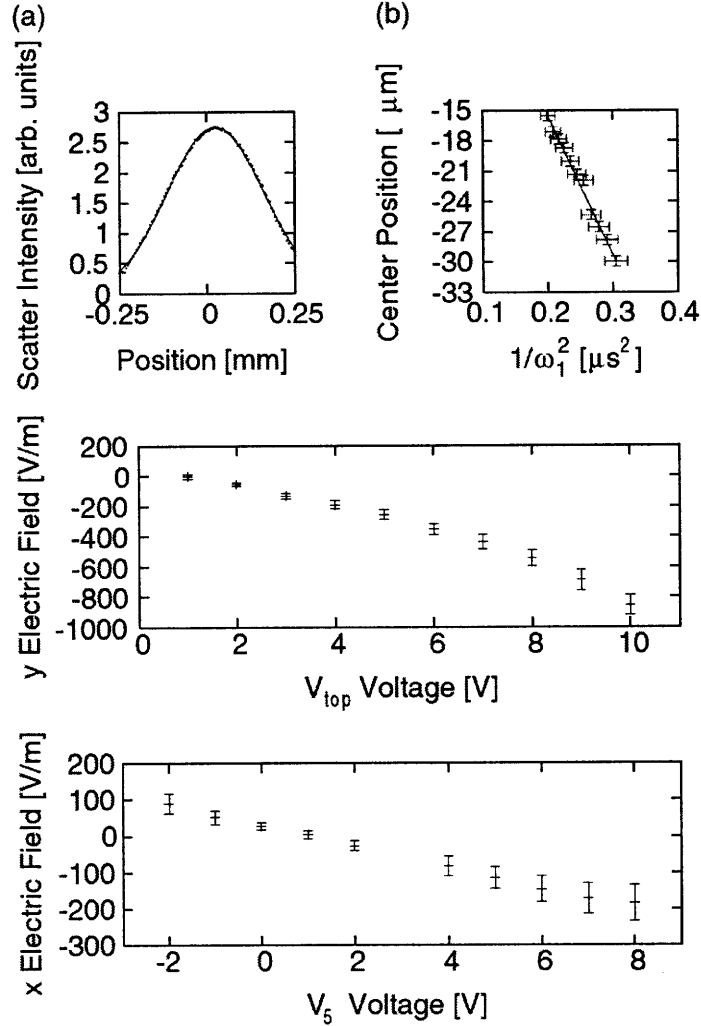 (a)
(b)
Scatter Intensity [arb. units]
3
2.5
2
1.5
1
0.5
0
-0.25 0 0.25
Position [mm]
Center Position [ μm]
-15
-18
-21
-24
-27
-30
-33
0.1 0.2 0.3 0.4
1/ω₁² [μs²]
y Electric Field [V/m]
200
0
-200
-400
-600
-800
-1000
0 2 4 6 8 10
V_top Voltage [V]
x Electric Field [V/m]
200
100
0
-100
-200
-300
-2 0 2 4 6 8
V₅ Voltage [V]